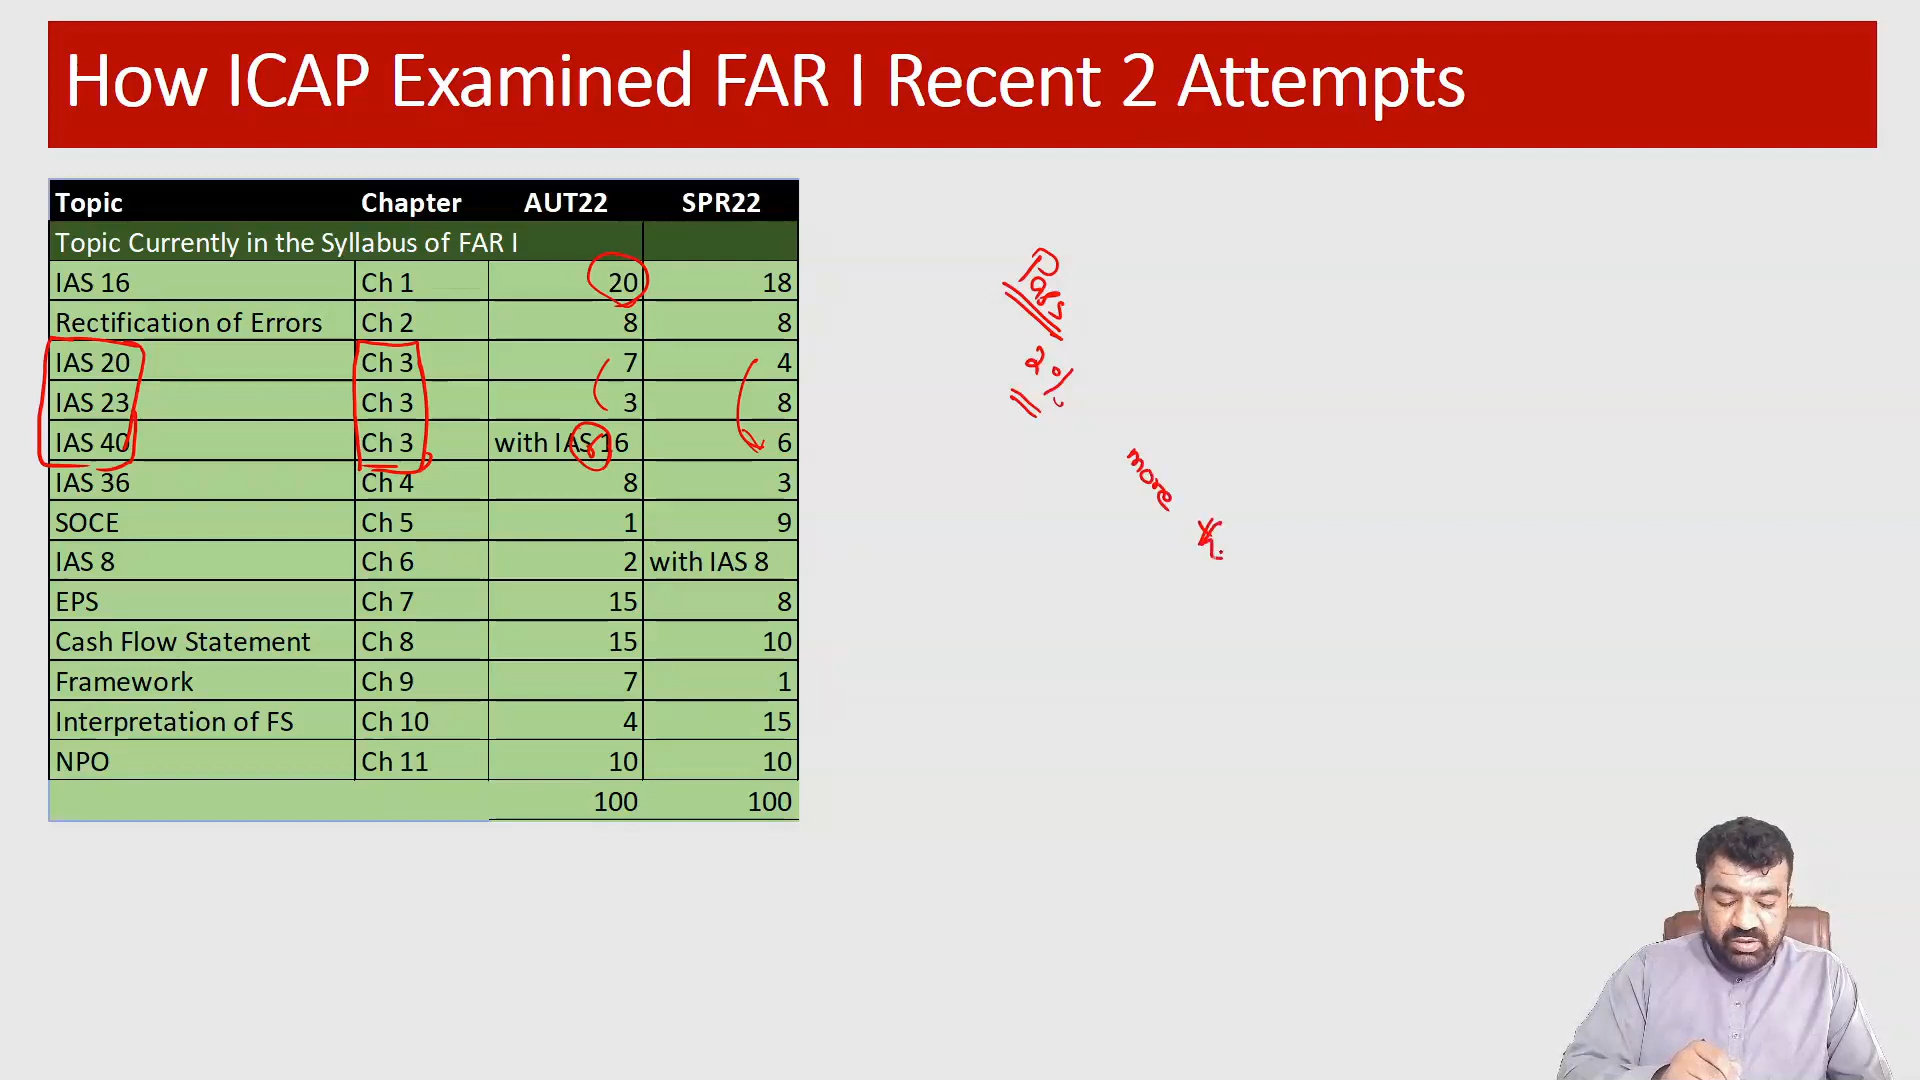 How ICAP Examined FAR I Recent 2 Attempts
Topic Chapter AUT22 SPR22
Topic Currently in the Syllabus of FAR I
IAS 16 Ch 1 20 18
Rectification of Errors Ch 2 8 8
IAS 20 Ch 3 7 4
IAS 23 Ch 3 3 8
IAS 40 Ch 3 with IAS 16 6
IAS 36 Ch 4 8 3
SOCE Ch 5 1 9
IAS 8 Ch 6 2 with IAS 8
EPS Ch 7 15 8
Cash Flow Statement Ch 8 15 10
Framework Ch 9 7 1
Interpretation of FS Ch 10 4 15
NPO Ch 11 10 10
100 100
Pass
2%
more